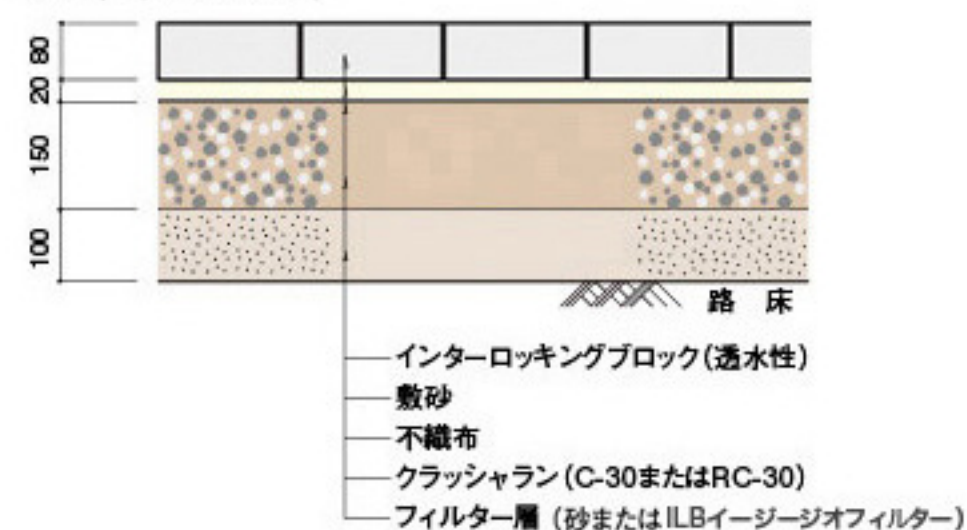 80
20
150
100
路床
インターロッキングブロック(透水性)
敷砂
不織布
クラッシャラン(C-30またはRC-30)
フィルター層(砂またはILBイージージオフィルター)